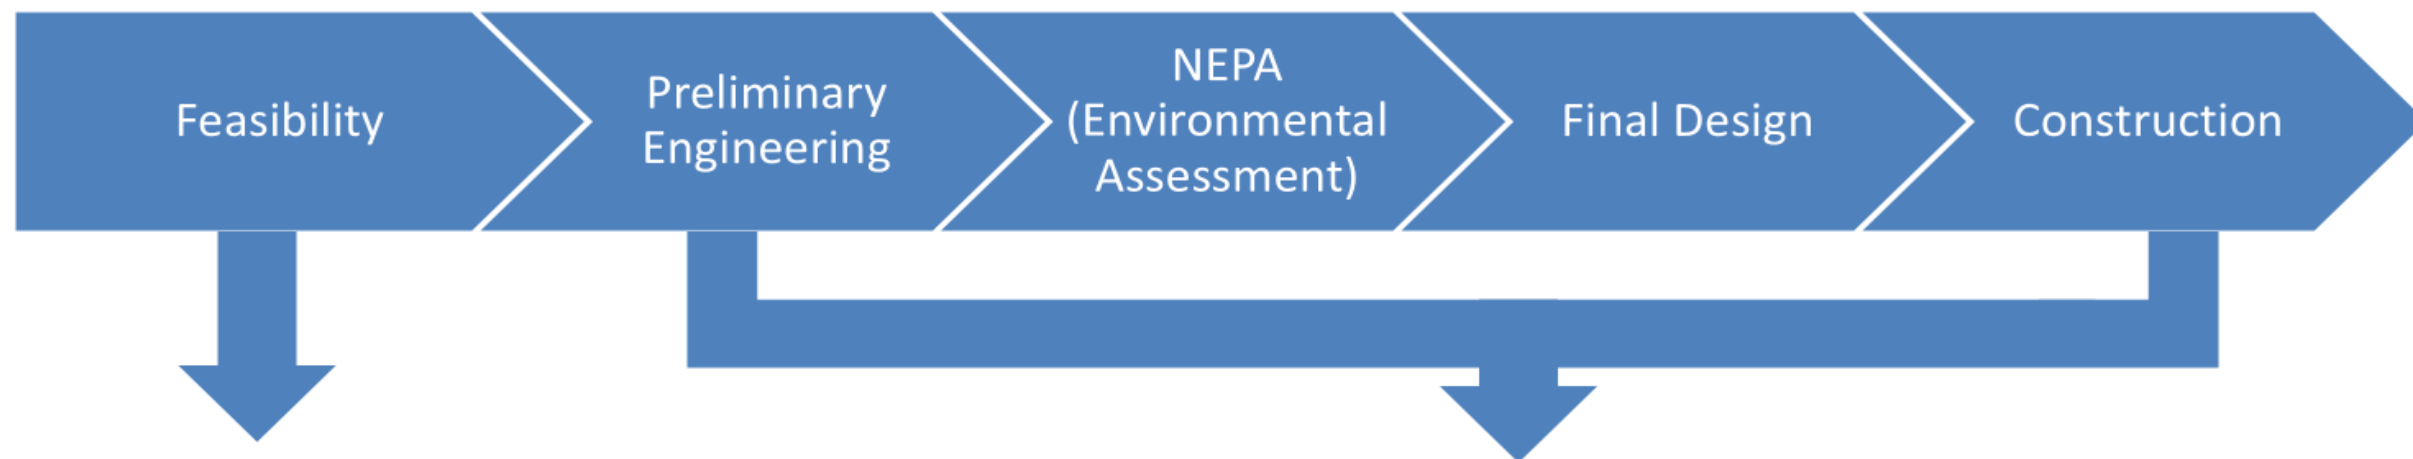 Feasibility
Preliminary
Engineering
NEPA
(Environmental
Assessment)
Final Design
Construction